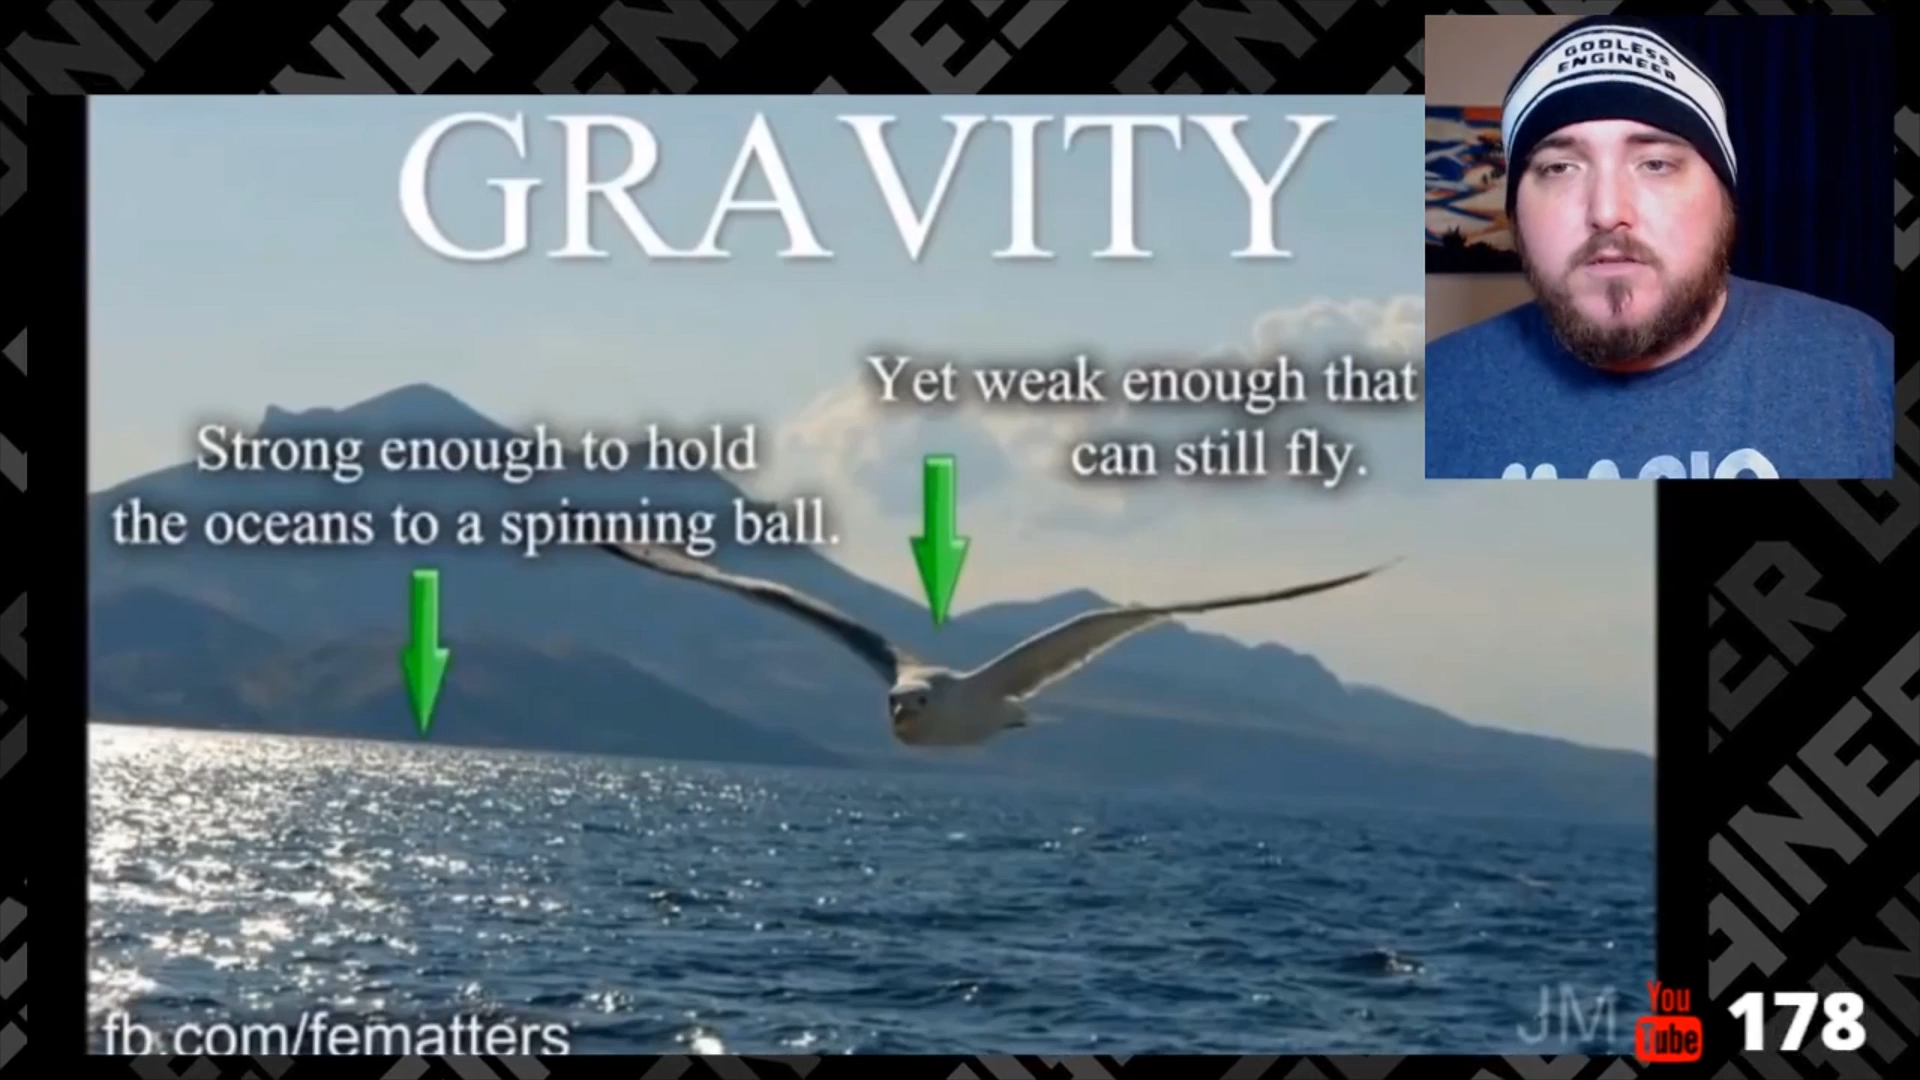 GRAVITY
GODLESS
ENGINEER
Yet weak enough that
can still fly.
Strong enough to hold
the oceans to a spinning ball.
fb.com/fematters
JM
You
Tube
178